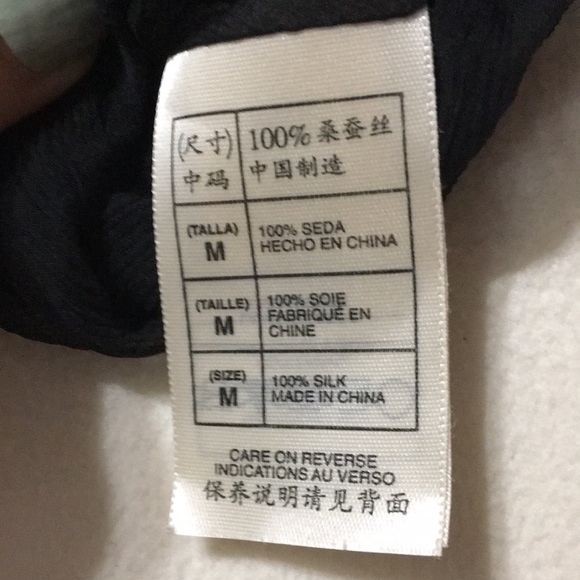 (尺寸)
中码
100% 桑蚕丝
中国制造
(TALLA)
M
100% SEDA
HECHO EN CHINA
(TAILLE)
M
100% SOIE
FABRIQUÉ EN
CHINE
(SIZE)
M
100% SILK
MADE IN CHINA
CARE ON REVERSE
INDICATIONS AU VERSO
保养说明请见背面